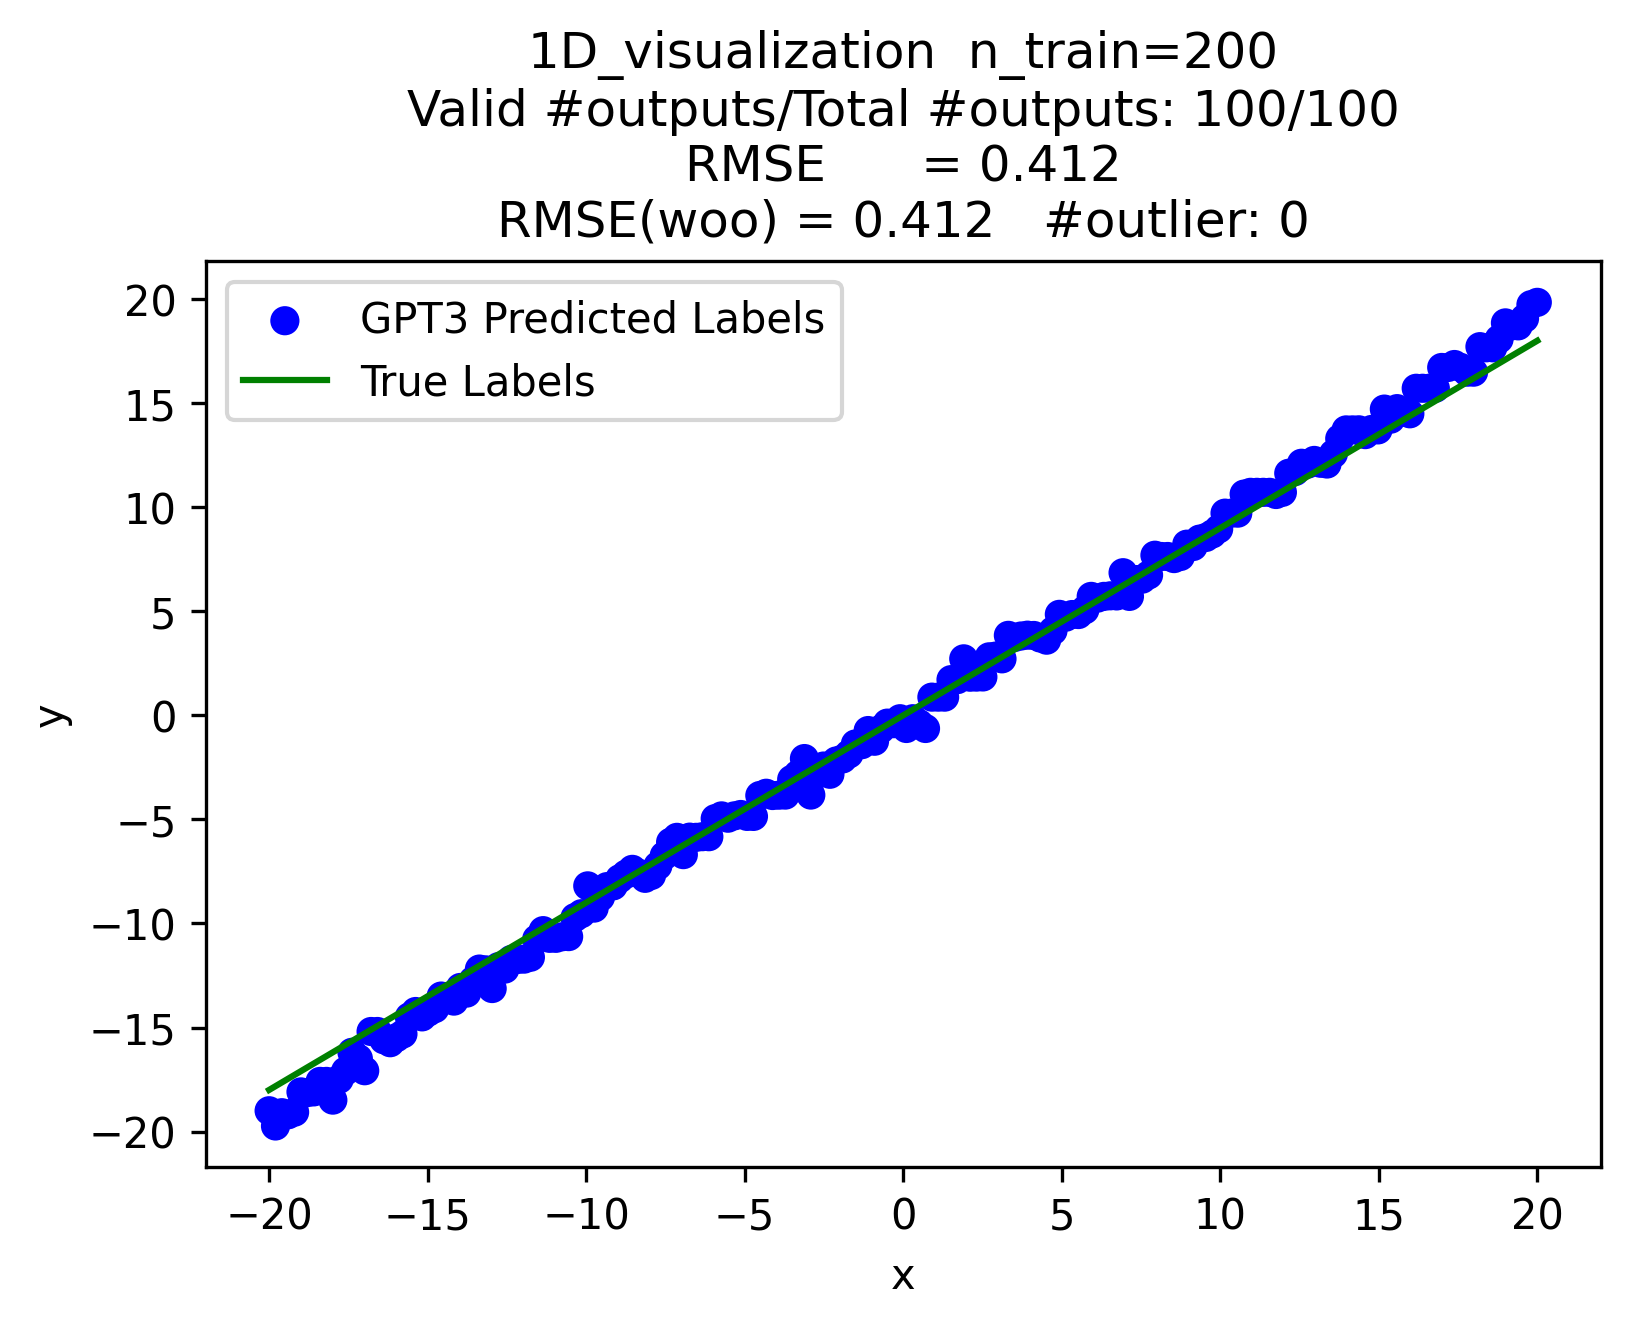 1D_visualization  n_train=200
Valid #outputs/Total #outputs: 100/100
RMSE      = 0.412
RMSE(woo) = 0.412   #outlier: 0
GPT3 Predicted Labels
True Labels
20
15
10
5
0
−5
−10
−15
−20
y
−20 −15 −10 −5 0 5 10 15 20
x